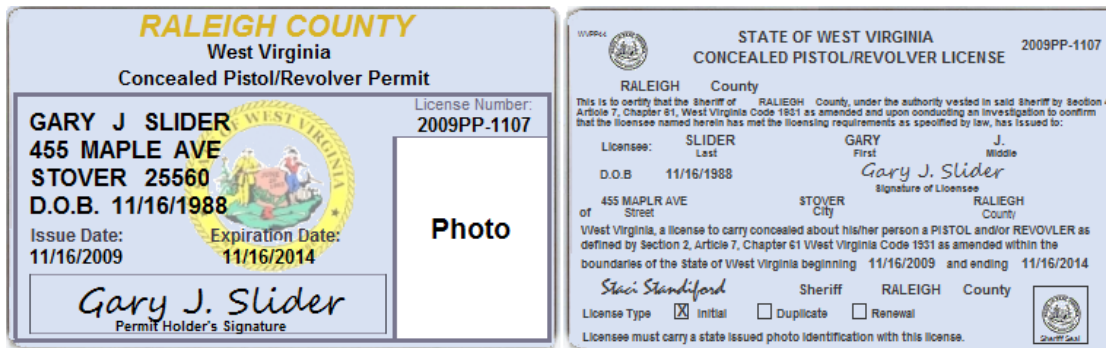 RALEIGH COUNTY
West Virginia
Concealed Pistol/Revolver Permit
License Number:
2009PP-1107
GARY J SLIDER
455 MAPLE AVE
STOVER 25560
D.O.B. 11/16/1988
Issue Date: Expiration Date:
11/16/2009 11/16/2014
Gary J. Slider
Permit Holder's Signature
Photo
WVPP44
STATE OF WEST VIRGINIA
CONCEALED PISTOL/REVOLVER LICENSE
2009PP-1107
RALEIGH County
This is to certify that the Sheriff of RALIEGH County, under the authority vested in said Sheriff by Section 4
Article 7, Chapter 61, West Virginia Code 1931 as amended and upon conduoting an investigation to confirm
that the licensee named herein has met the licensing requirements as specified by law, has issued to:
Licensee: SLIDER GARY J.
Last First Middle
D.O.B 11/16/1988 Gary J. Slider
Signature of Licensee
455 MAPLR AVE STOVER RALIEGH
of Street City County
West Virginia, a license to carry concealed about his/her person a PISTOL and/or REVOVLER as
defined by Section 2, Article 7, Chapter 61 West Virginia Code 1931 as amended within the
boundaries of the State of West Virginia beginning 11/16/2009 and ending 11/16/2014
Staci Standiford Sheriff RALEIGH County
License Type X Initial Duplicate Renewal
Licensee must carry a state issued photo identification with this license.
Sheriff Seal